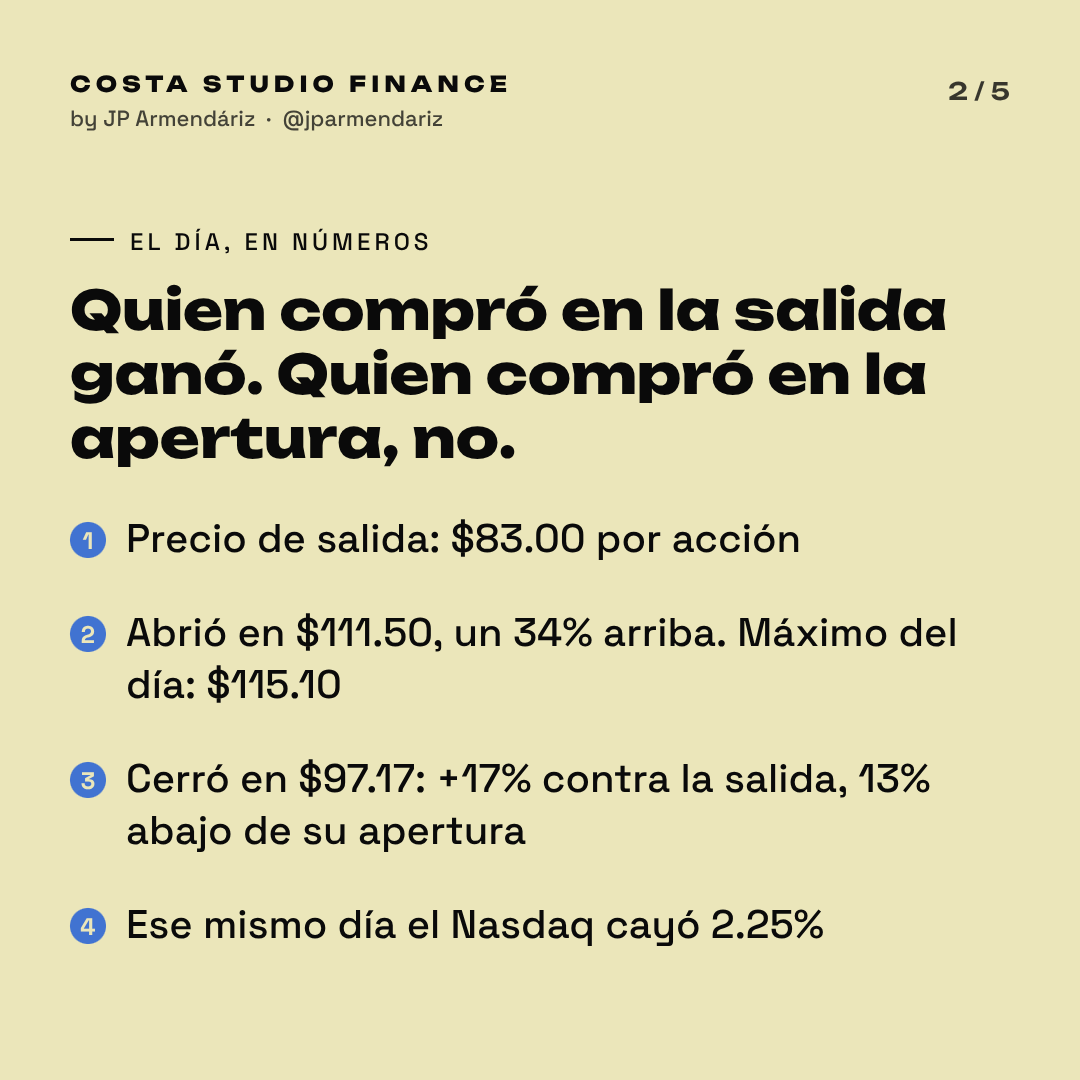 COSTA STUDIO FINANCE
by JP Armendáriz · @jparmendariz
2/5
EL DÍA, EN NÚMEROS
Quien compró en la salida
ganó. Quien compró en la
apertura, no.
1 Precio de salida: $83.00 por acción
2 Abrió en $111.50, un 34% arriba. Máximo del
día: $115.10
3 Cerró en $97.17: +17% contra la salida, 13%
abajo de su apertura
4 Ese mismo día el Nasdaq cayó 2.25%